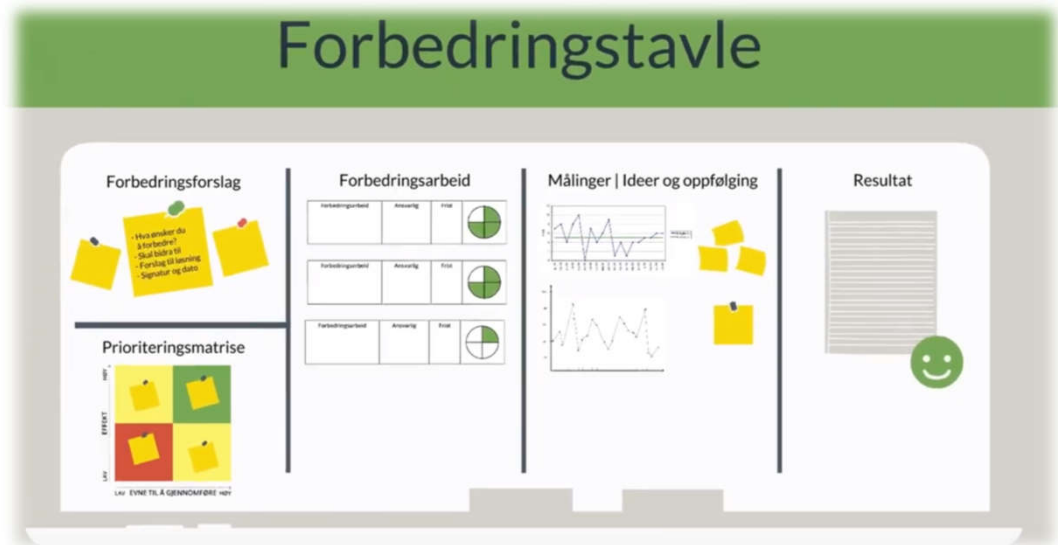 Forbedringstavle
Forbedringsforslag
- Hva ønsker du
å forbedre?
- Skal bidra til
- Forslag til løsning
- Signatur og dato
Prioriteringsmatrise
HØY
EFFEKT
LAV
LAV EVNE TIL Å GJENNOMFØRE HØY
Forbedringsarbeid
Forbedringsarbeid Ansvarlig Frist
Forbedringsarbeid Ansvarlig Frist
Forbedringsarbeid Ansvarlig Frist
Målinger | Ideer og oppfølging
Resultat